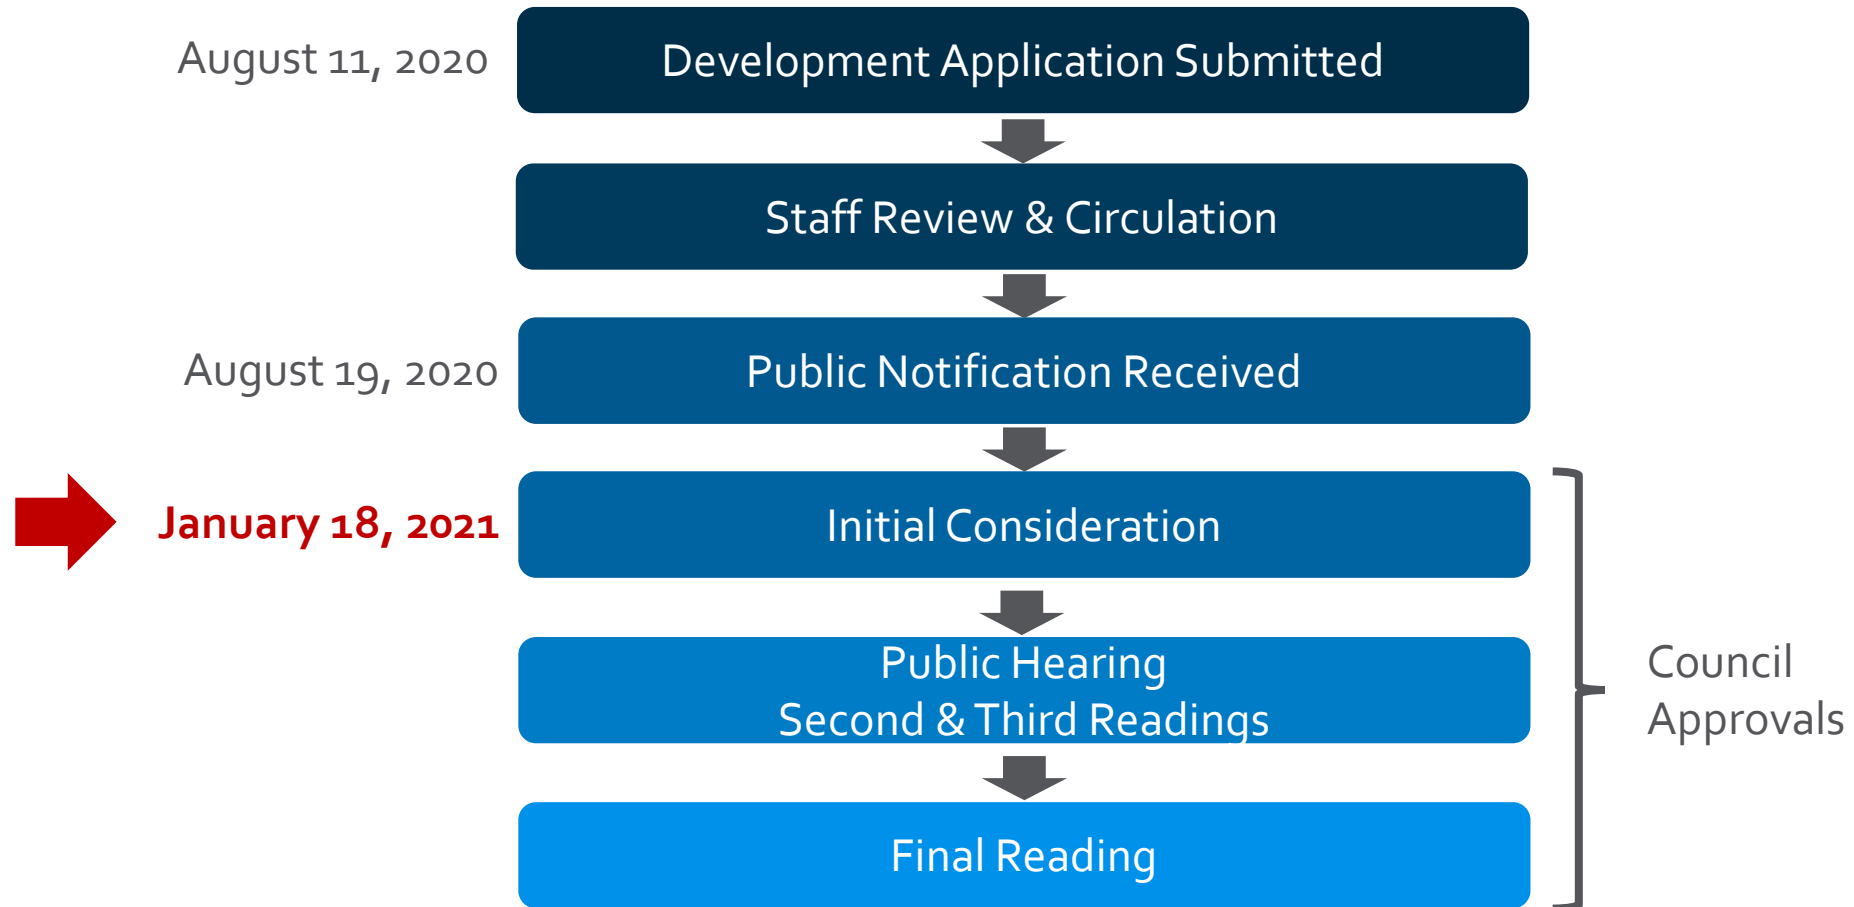 August 11, 2020
Development Application Submitted
Staff Review & Circulation
August 19, 2020
Public Notification Received
January 18, 2021
Initial Consideration
Public Hearing
Second & Third Readings
Council
Approvals
Final Reading